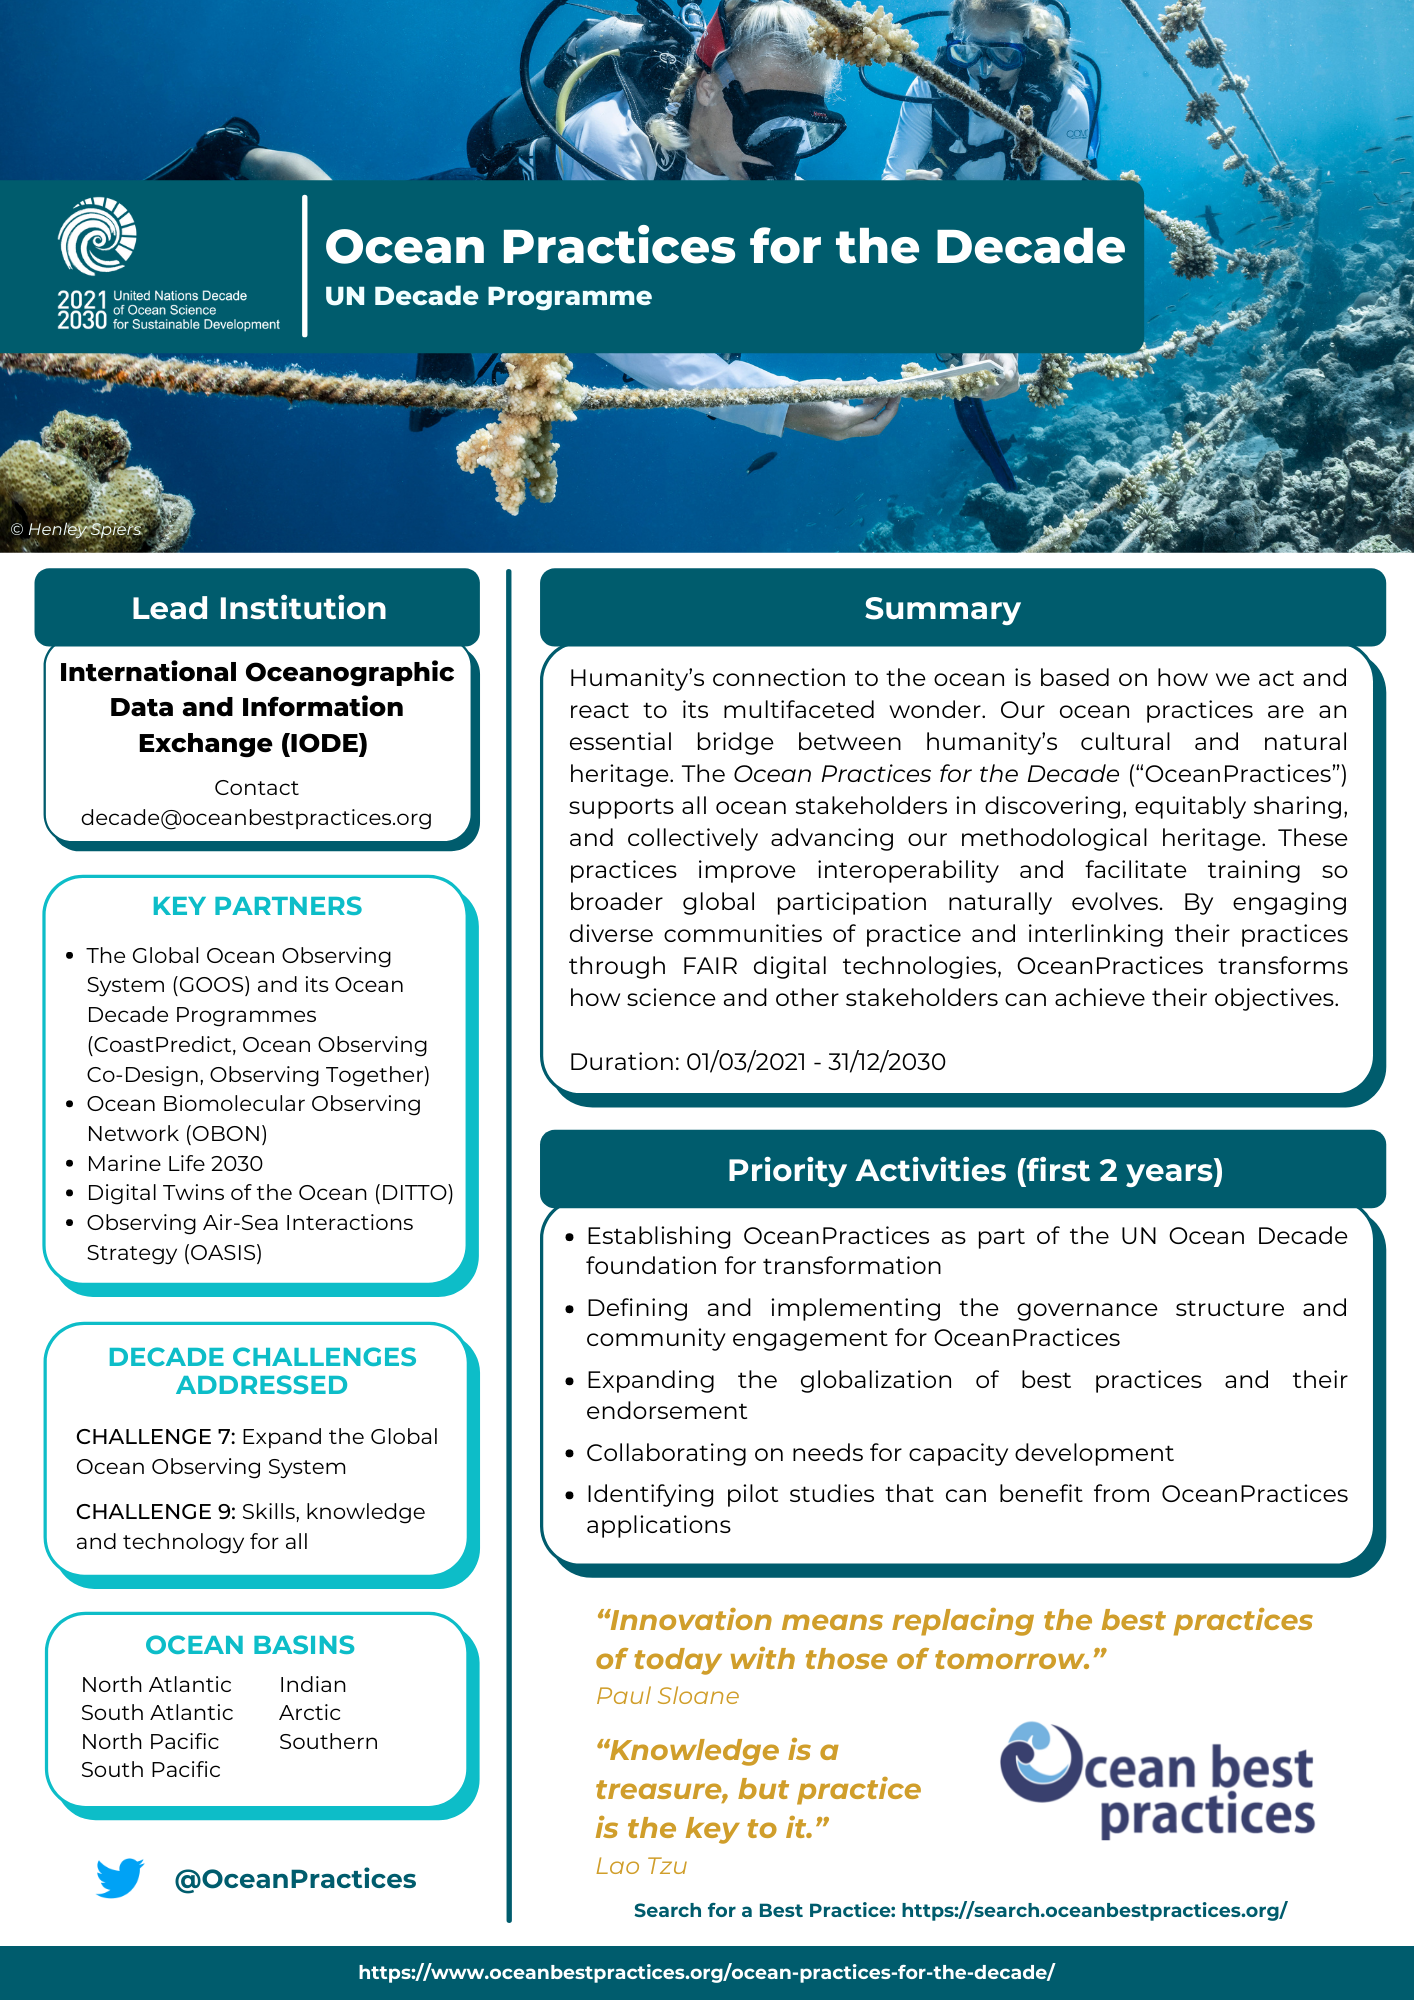 2021
2030
United Nations Decade
of Ocean Science
for Sustainable Development
Ocean Practices for the Decade
UN Decade Programme
© Henley Spiers
Lead Institution
International Oceanographic
Data and Information
Exchange (IODE)
Contact
decade@oceanbestpractices.org
KEY PARTNERS
• The Global Ocean Observing
System (GOOS) and its Ocean
Decade Programmes
(CoastPredict, Ocean Observing
Co-Design, Observing Together)
• Ocean Biomolecular Observing
Network (OBON)
• Marine Life 2030
• Digital Twins of the Ocean (DITTO)
• Observing Air-Sea Interactions
Strategy (OASIS)
DECADE CHALLENGES
ADDRESSED
CHALLENGE 7: Expand the Global
Ocean Observing System
CHALLENGE 9: Skills, knowledge
and technology for all
OCEAN BASINS
North Atlantic
South Atlantic
North Pacific
South Pacific
Indian
Arctic
Southern
@OceanPractices
Summary
Humanity’s connection to the ocean is based on how we act and
react to its multifaceted wonder. Our ocean practices are an
essential bridge between humanity’s cultural and natural
heritage. The Ocean Practices for the Decade (“OceanPractices”)
supports all ocean stakeholders in discovering, equitably sharing,
and collectively advancing our methodological heritage. These
practices improve interoperability and facilitate training so
broader global participation naturally evolves. By engaging
diverse communities of practice and interlinking their practices
through FAIR digital technologies, OceanPractices transforms
how science and other stakeholders can achieve their objectives.
Duration: 01/03/2021 - 31/12/2030
Priority Activities (first 2 years)
• Establishing OceanPractices as part of the UN Ocean Decade
foundation for transformation
• Defining and implementing the governance structure and
community engagement for OceanPractices
• Expanding the globalization of best practices and their
endorsement
• Collaborating on needs for capacity development
• Identifying pilot studies that can benefit from OceanPractices
applications
“Innovation means replacing the best practices
of today with those of tomorrow.”
Paul Sloane
“Knowledge is a
treasure, but practice
is the key to it.”
Lao Tzu
Ocean best
practices
Search for a Best Practice: https://search.oceanbestpractices.org/
https://www.oceanbestpractices.org/ocean-practices-for-the-decade/